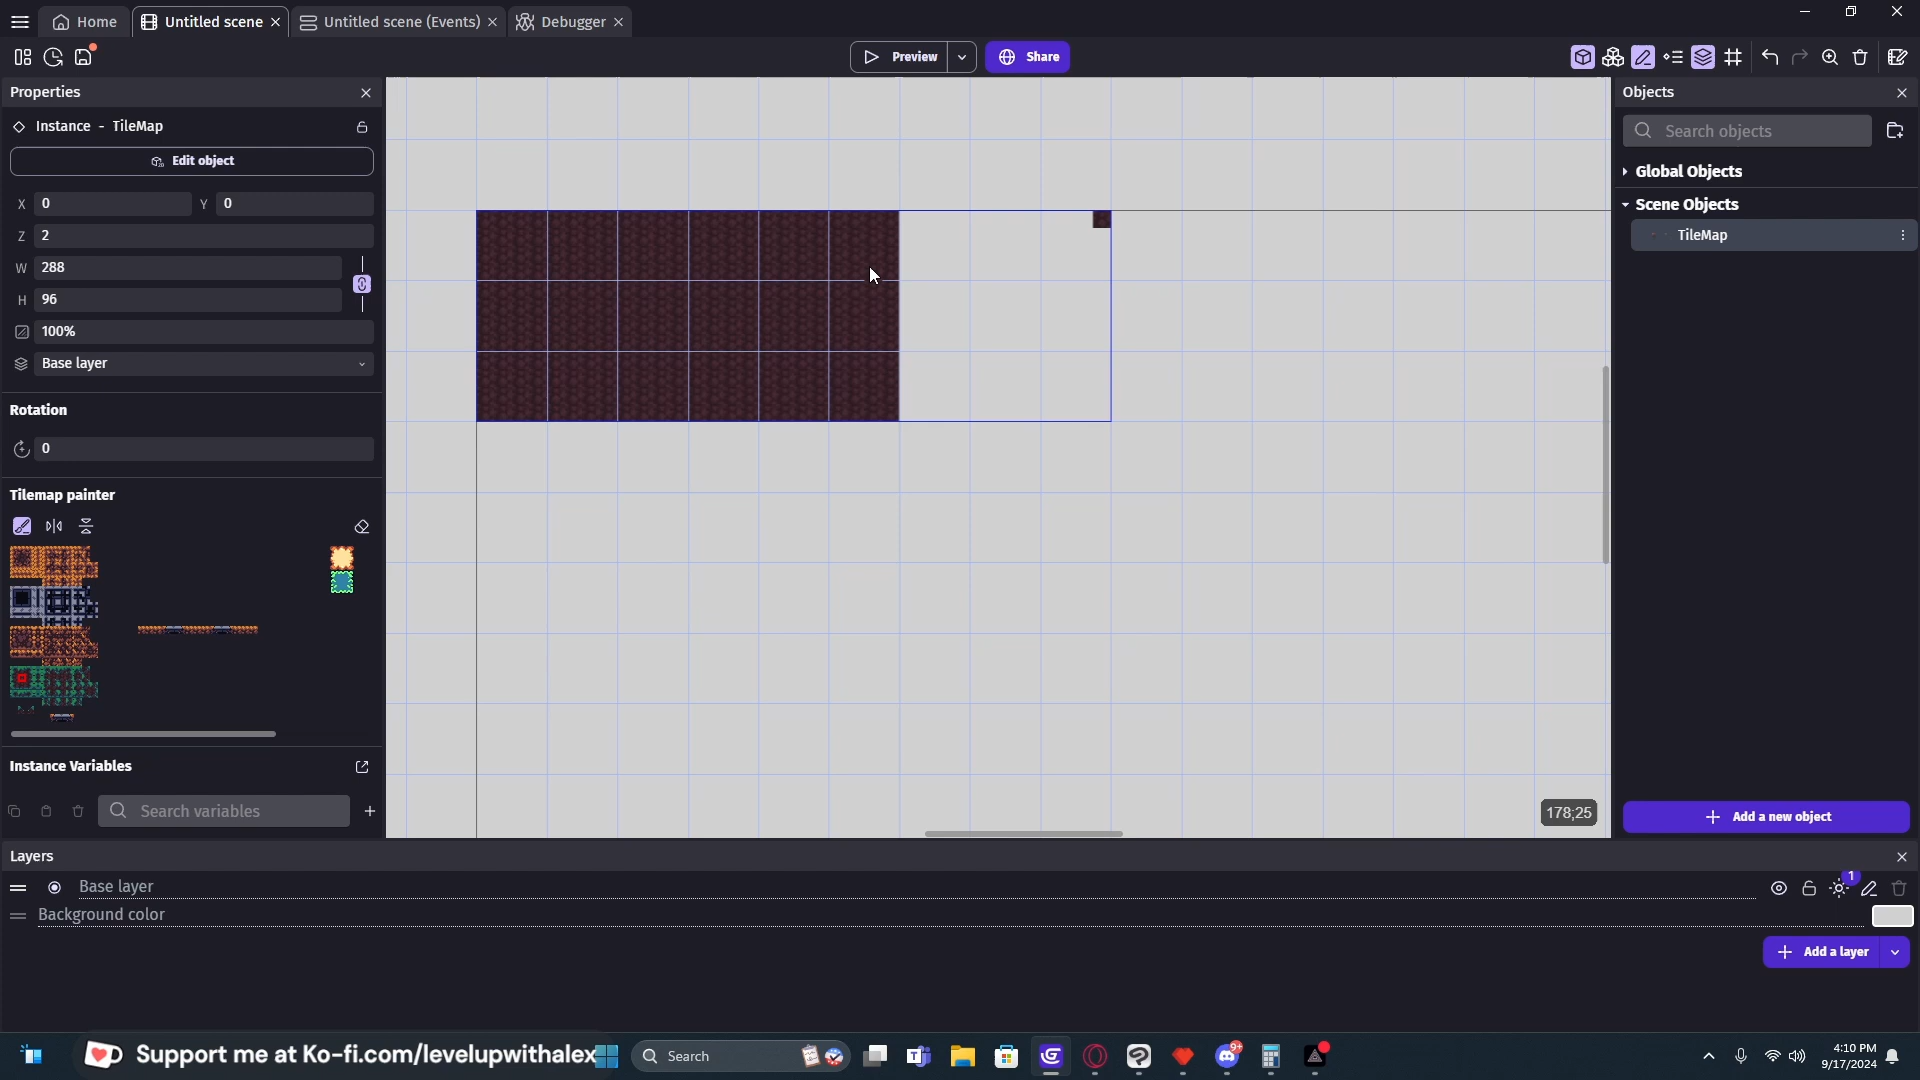 Home
Untitled scene
Untitled scene (Events)
Debugger
Preview
Share
Properties
Instance - TileMap
Edit object
X 0 Y 0
Z 2
W 288
H 96
100%
Base layer
Rotation
0
Tilemap painter
Instance Variables
Search variables
178;25
Objects
Search objects
Global Objects
Scene Objects
TileMap
Add a new object
Layers
Base layer
1
Background color
Add a layer
Support me at Ko-fi.com/levelupwithalex
Search
9+
4:10 PM
9/17/2024